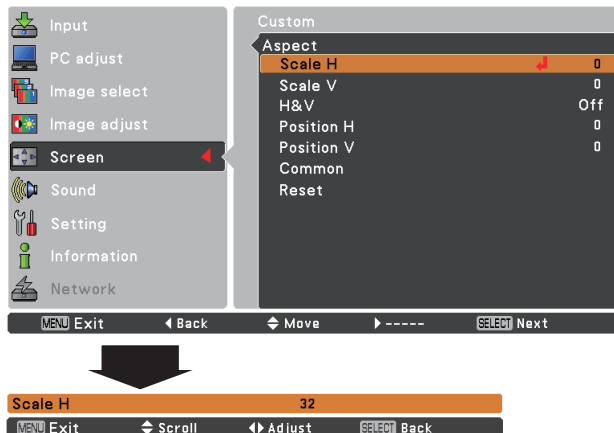 Input
PC adjust
Image select
Image adjust
Screen
Sound
Setting
Information
Network
Custom
Aspect
Scale H 0
Scale V 0
H&V Off
Position H 0
Position V 0
Common
Reset
MENU Exit Back Move ----- SELECT Next
Scale H 32
MENU Exit Scroll Adjust SELECT Back